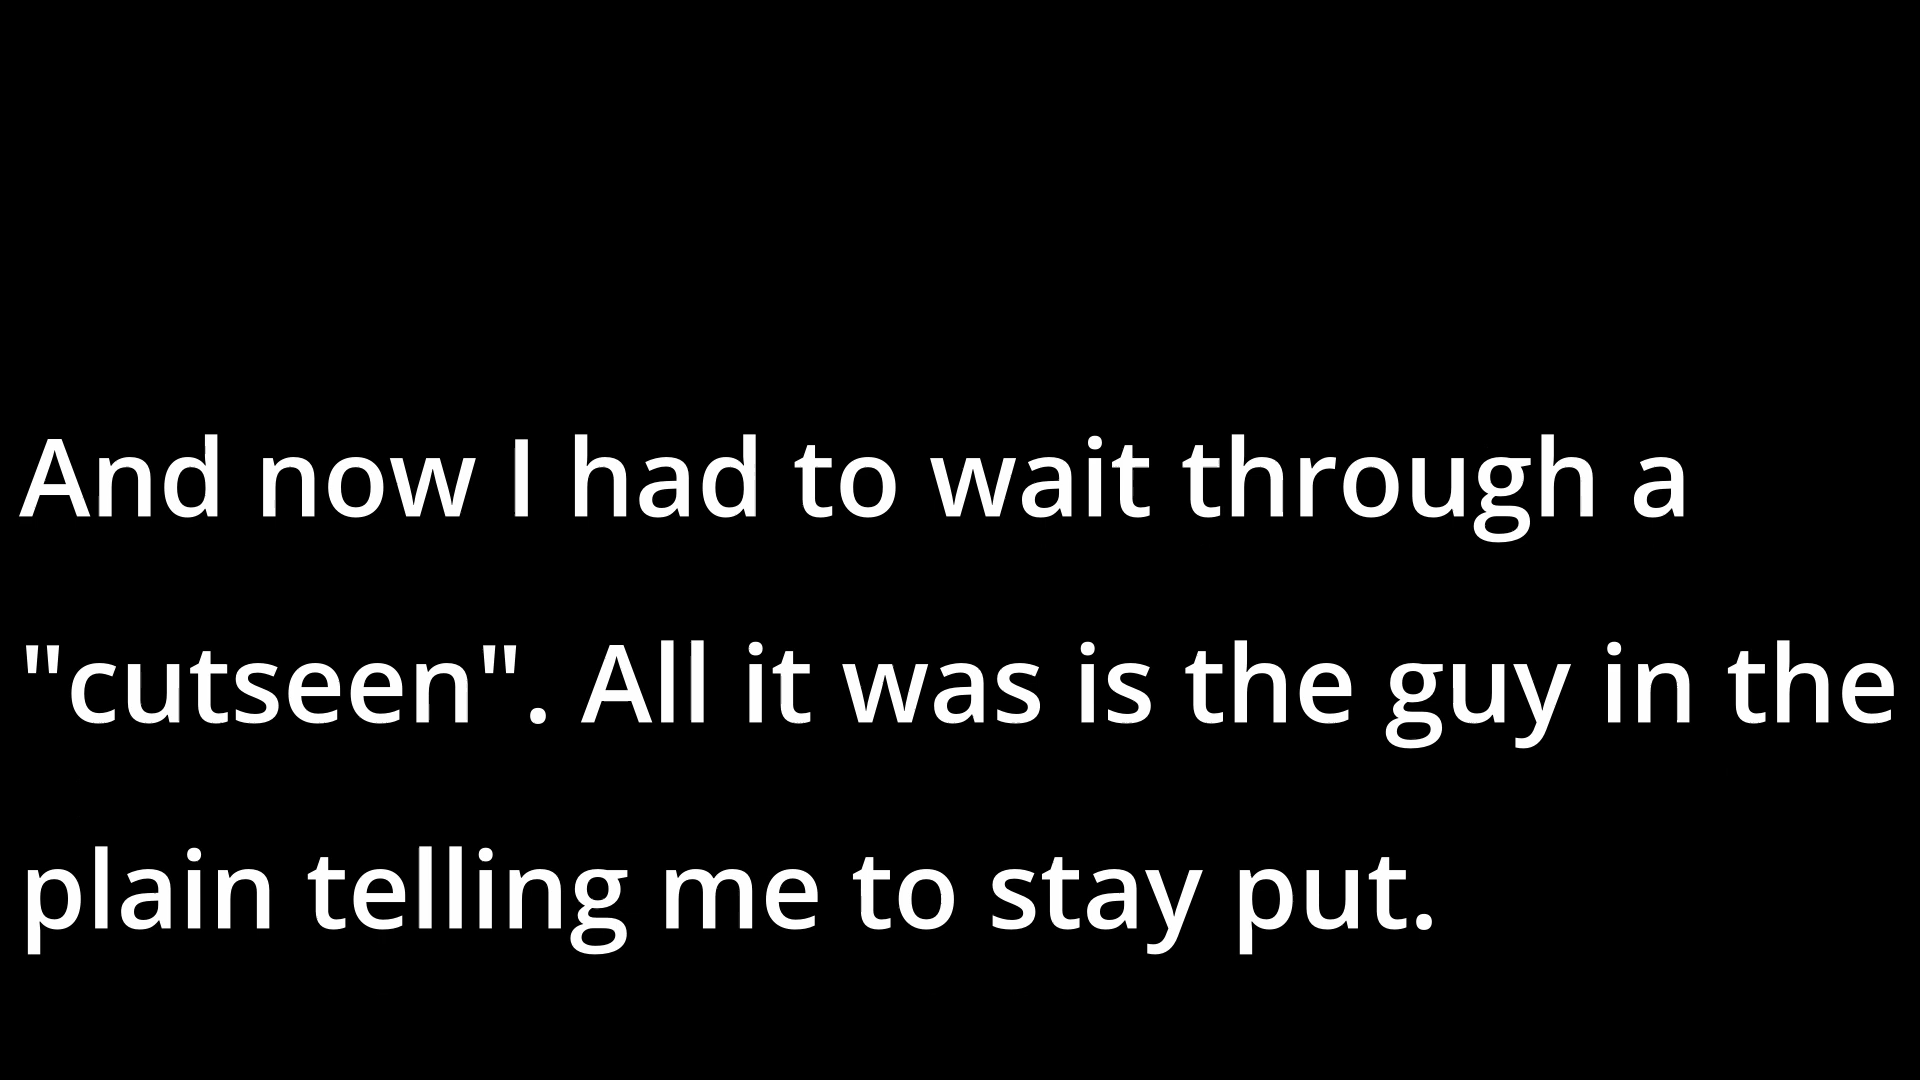 And now I had to wait through a
"cutseen". All it was is the guy in the
plain telling me to stay put.